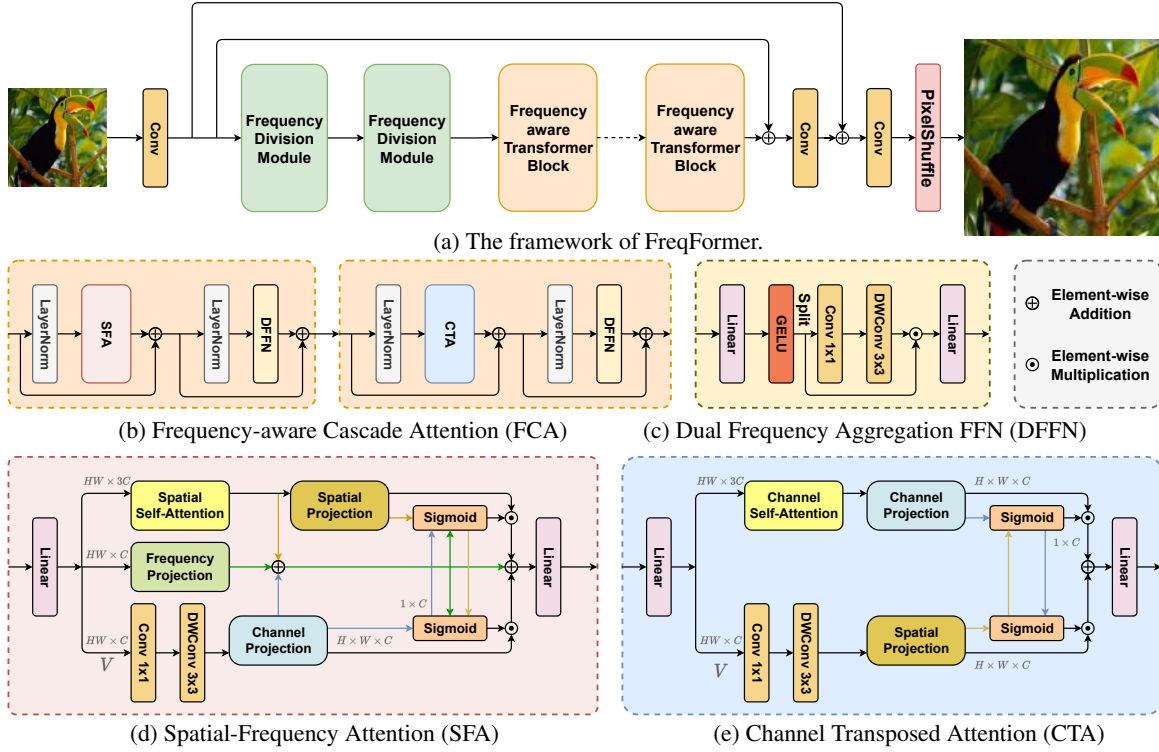 Conv
Frequency
Division
Module
Frequency
Division
Module
Frequency
aware
Transformer
Block
Frequency
aware
Transformer
Block
Conv
Conv
PixelShuffle
(a) The framework of FreqFormer.
LayerNorm
SFA
LayerNorm
DFFN
LayerNorm
CTA
LayerNorm
DFFN
(b) Frequency-aware Cascade Attention (FCA)
Linear
GELU
Split
Conv 1x1
DWConv 3x3
Linear
(c) Dual Frequency Aggregation FFN (DFFN)
⊕ Element-wise
Addition
⊙ Element-wise
Multiplication
Linear
HW × 3C
Spatial
Self-Attention
Spatial
Projection
Sigmoid
HW × C
Frequency
Projection
1 × C
HW × C
V
Conv 1x1
DWConv 3x3
Channel
Projection
H × W × C
Sigmoid
Linear
(d) Spatial-Frequency Attention (SFA)
Linear
HW × 3C
Channel
Self-Attention
Channel
Projection
H × W × C
Sigmoid
1 × C
HW × C
V
Conv 1x1
DWConv 3x3
Spatial
Projection
H × W × C
Sigmoid
Linear
(e) Channel Transposed Attention (CTA)